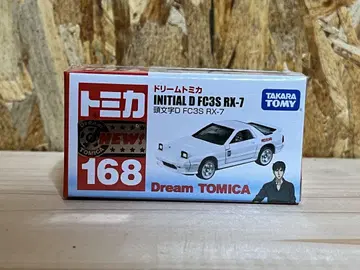 トミカ
ドリームトミカ
INITIAL D FC3S RX-7
頭文字D FC3S RX-7
TAKARA
TOMY
NEW!
168
Dream TOMICA